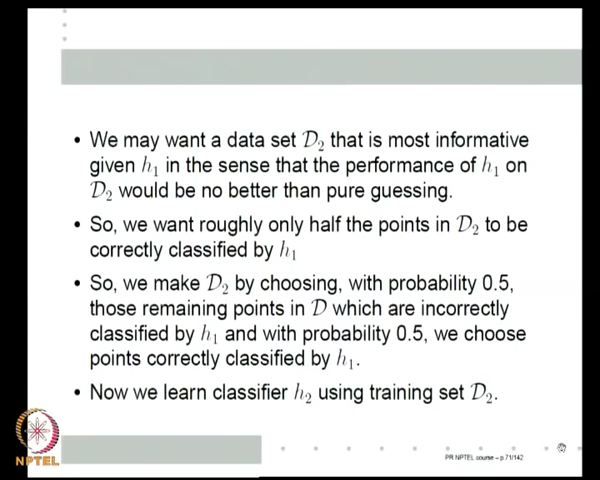 • We may want a data set 𝒟₂ that is most informative
given h₁ in the sense that the performance of h₁ on
𝒟₂ would be no better than pure guessing.
• So, we want roughly only half the points in 𝒟₂ to be
correctly classified by h₁
• So, we make 𝒟₂ by choosing, with probability 0.5,
those remaining points in 𝒟 which are incorrectly
classified by h₁ and with probability 0.5, we choose
points correctly classified by h₁.
• Now we learn classifier h₂ using training set 𝒟₂.
NPTEL
PR NPTEL course – p.71/142